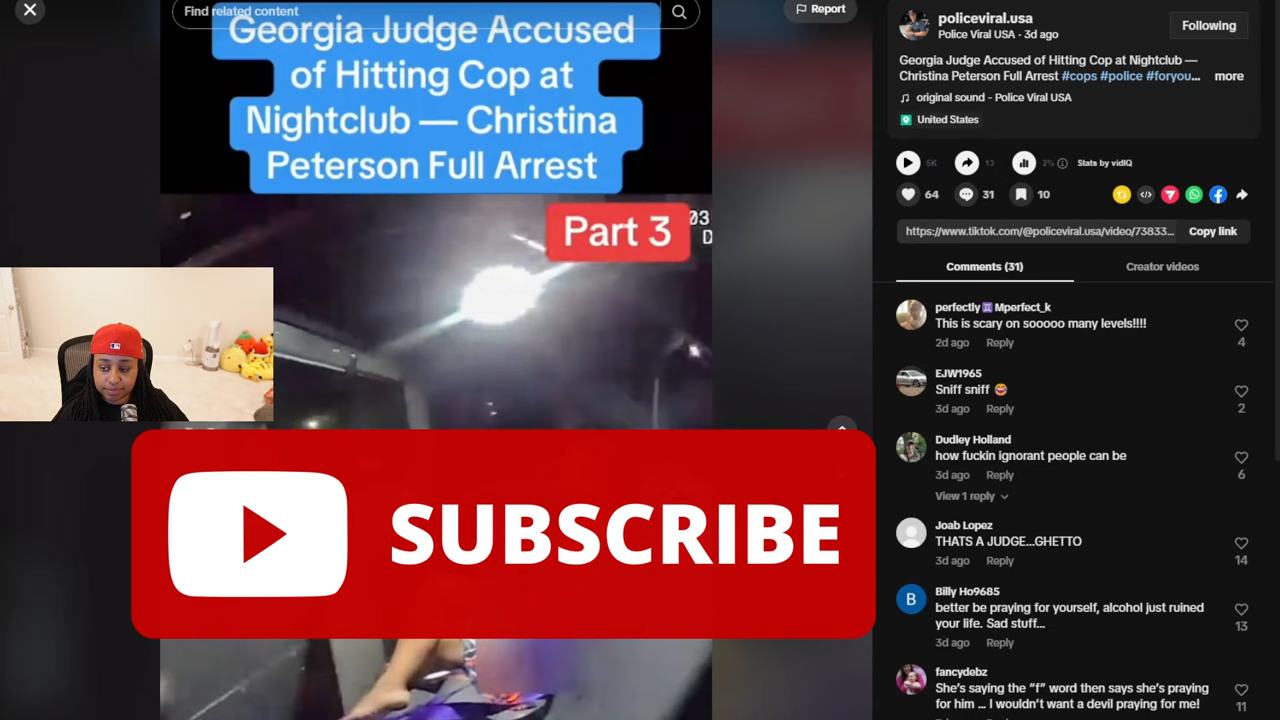 Find related content
Report
Georgia Judge Accused
of Hitting Cop at
Nightclub — Christina
Peterson Full Arrest
Part 3
03
D
SUBSCRIBE
policeviral.usa
Police Viral USA · 3d ago
Following
Georgia Judge Accused of Hitting Cop at Nightclub —
Christina Peterson Full Arrest #cops #police #foryou... more
original sound - Police Viral USA
United States
5K
13
2%
Stats by vidIQ
64
31
10
https://www.tiktok.com/@policeviral.usa/video/73833...
Copy link
Comments (31)
Creator videos
perfectly♊Mperfect_k
This is scary on sooooo many levels!!!!
2d ago Reply
4
EJW1965
Sniff sniff
3d ago Reply
2
Dudley Holland
how fuckin ignorant people can be
3d ago Reply
6
View 1 reply
Joab Lopez
THATS A JUDGE...GHETTO
3d ago Reply
14
B
Billy Ho9685
better be praying for yourself, alcohol just ruined
your life. Sad stuff...
3d ago Reply
13
fancydebz
She's saying the "f" word then says she's praying
for him ... I wouldn't want a devil praying for me!
11